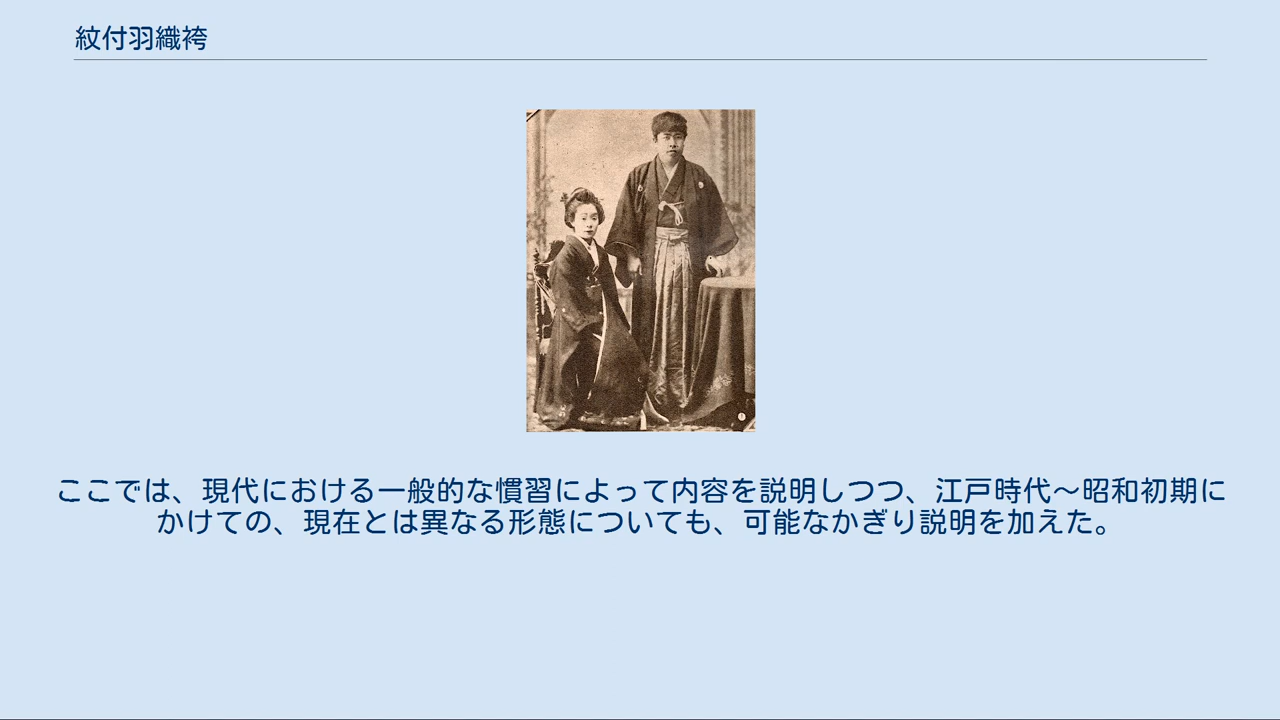 紋付羽織袴
ここでは、現代における一般的な慣習によって内容を説明しつつ、江戸時代〜昭和初期に
かけての、現在とは異なる形態についても、可能なかぎり説明を加えた。